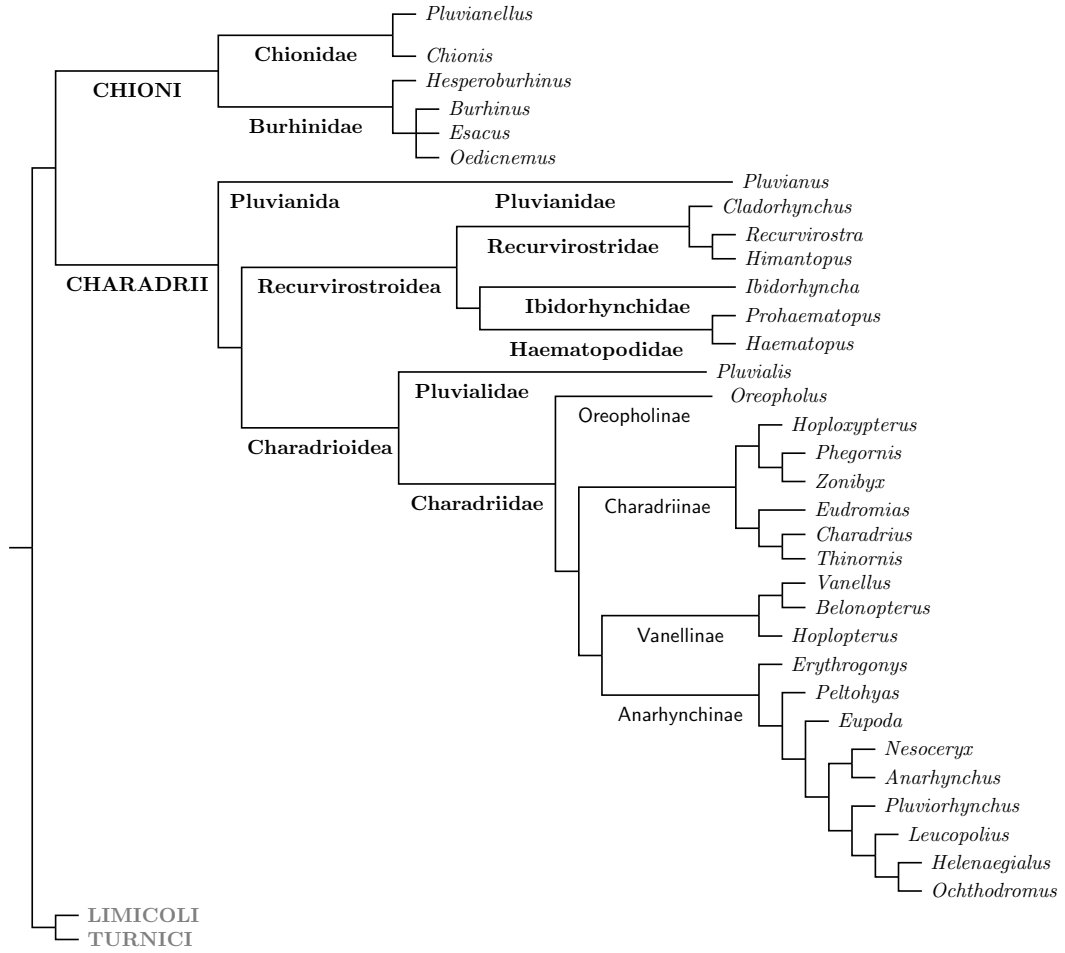 Pluvianellus
Chionidae
Chionis
Hesperoburhinus
CHIONI
Burhinus
Burhinidae
Esacus
Oedicnemus
Pluvianus
Pluvianida
Pluvianidae
Cladorhynchus
Recurvirostra
Recurvirostridae
Himantopus
CHARADRII
Recurvirostroidea
Ibidorhyncha
Ibidorhynchidae
Prohaematopus
Haematopus
Haematopodidae
Pluvialis
Pluvialidae
Oreopholus
Oreopholinae
Hoploxypterus
Charadrioidea
Phegornis
Zonibyx
Charadriidae
Charadriinae
Eudromias
Charadrius
Thinornis
Vanellus
Belonopterus
Vanellinae
Hoplopterus
Erythrogonys
Peltohyas
Anarhynchinae
Eupoda
Nesoceryx
Anarhynchus
Pluviorhynchus
Leucopolius
Helenaegialus
Ochthodromus
LIMICOLI
TURNICI